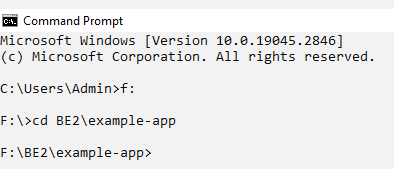 Command Prompt
Microsoft Windows [Version 10.0.19045.2846]
(c) Microsoft Corporation. All rights reserved.
C:\Users\Admin>f:
F:\>cd BE2\example-app
F:\BE2\example-app>